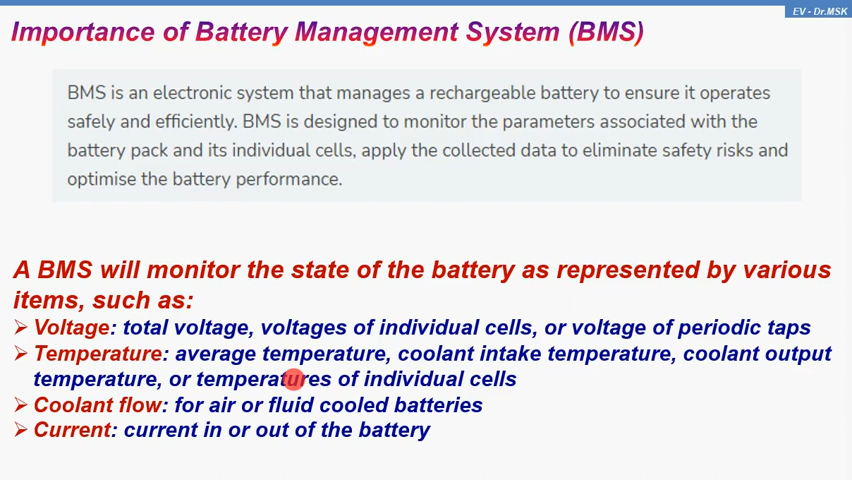 EV - Dr.MSK
Importance of Battery Management System (BMS)
BMS is an electronic system that manages a rechargeable battery to ensure it operates
safely and efficiently. BMS is designed to monitor the parameters associated with the
battery pack and its individual cells, apply the collected data to eliminate safety risks and
optimise the battery performance.
A BMS will monitor the state of the battery as represented by various
items, such as:
➢ Voltage: total voltage, voltages of individual cells, or voltage of periodic taps
➢ Temperature: average temperature, coolant intake temperature, coolant output
temperature, or temperatures of individual cells
➢ Coolant flow: for air or fluid cooled batteries
➢ Current: current in or out of the battery